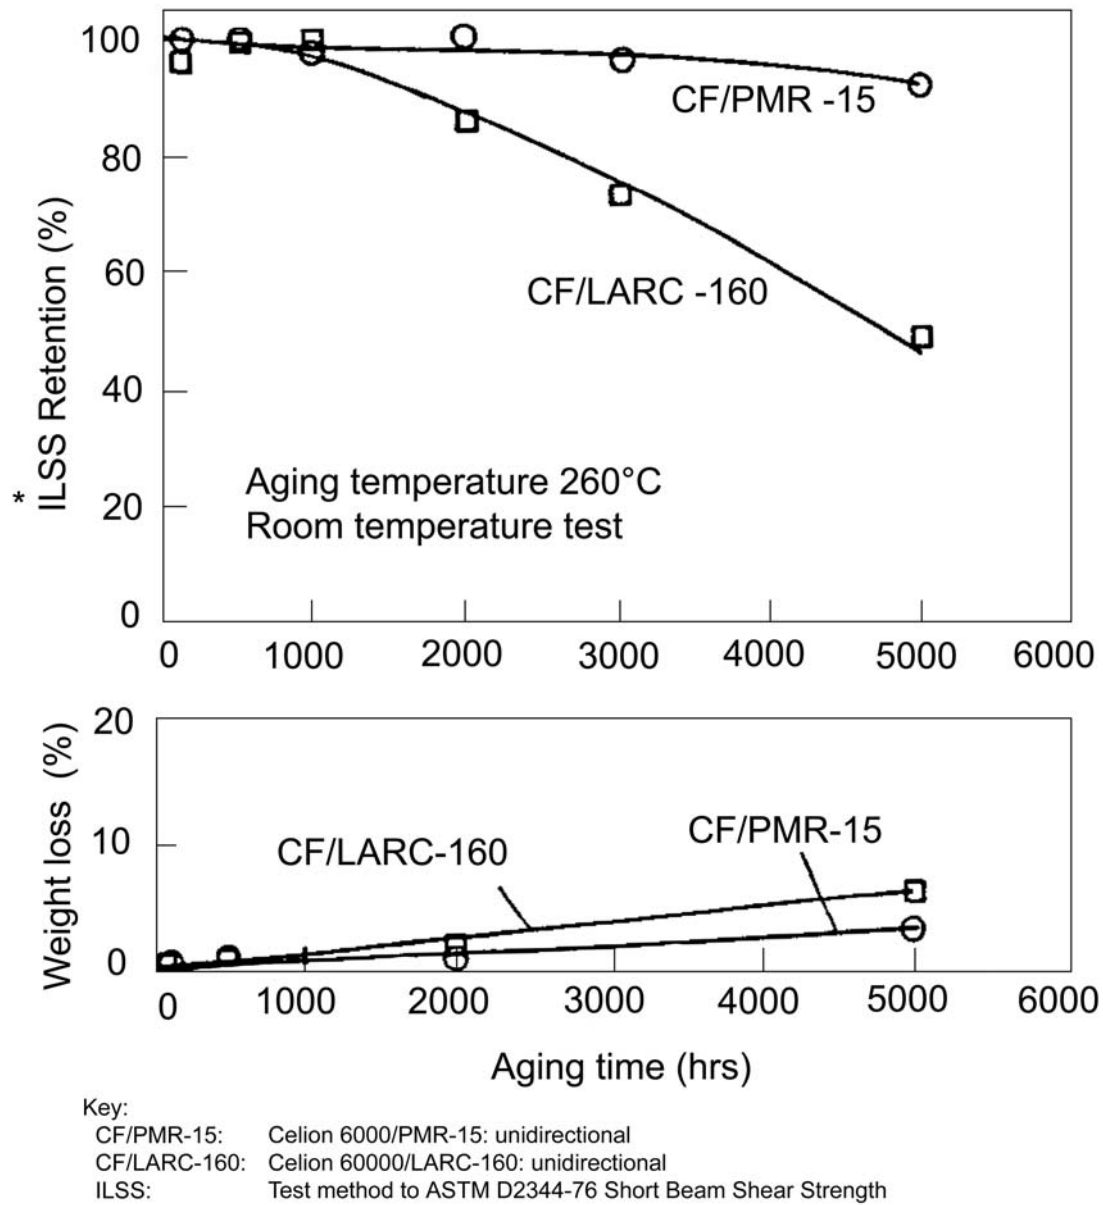 100
80
60
40
20
0
* ILSS Retention (%)
CF/PMR -15
CF/LARC -160
Aging temperature 260°C
Room temperature test
0 1000 2000 3000 4000 5000 6000
20
10
0
Weight loss (%)
CF/LARC-160
CF/PMR-15
0 1000 2000 3000 4000 5000 6000
Aging time (hrs)
Key:
CF/PMR-15: Celion 6000/PMR-15: unidirectional
CF/LARC-160: Celion 60000/LARC-160: unidirectional
ILSS: Test method to ASTM D2344-76 Short Beam Shear Strength